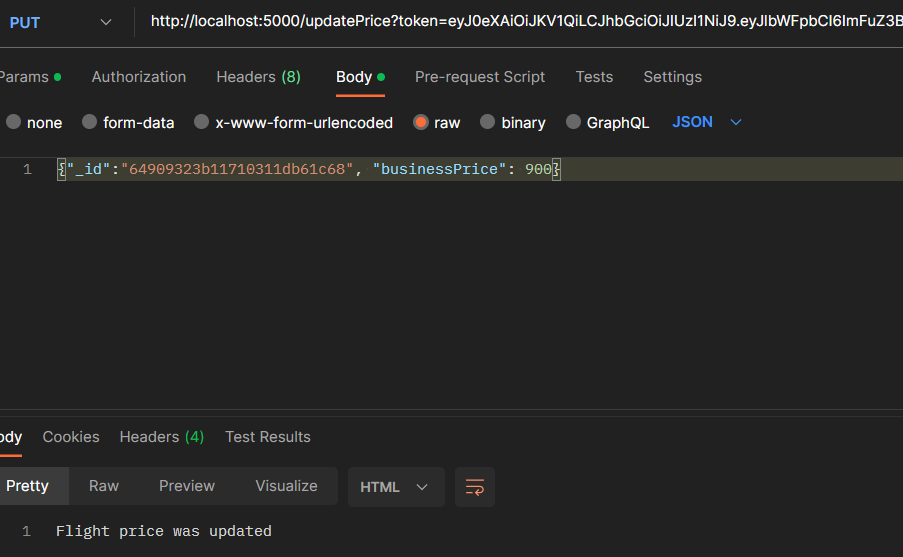 PUT http://localhost:5000/updatePrice?token=eyJ0eXAiOiJKV1QiLCJhbGciOiJIUzI1NiJ9.eyJlbWFpbCI6ImFuZ3B
Params Authorization Headers (8) Body Pre-request Script Tests Settings
none form-data x-www-form-urlencoded raw binary GraphQL JSON
1 {"_id":"64909323b11710311db61c68", "businessPrice": 900}
ody Cookies Headers (4) Test Results
Pretty Raw Preview Visualize HTML
1 Flight price was updated